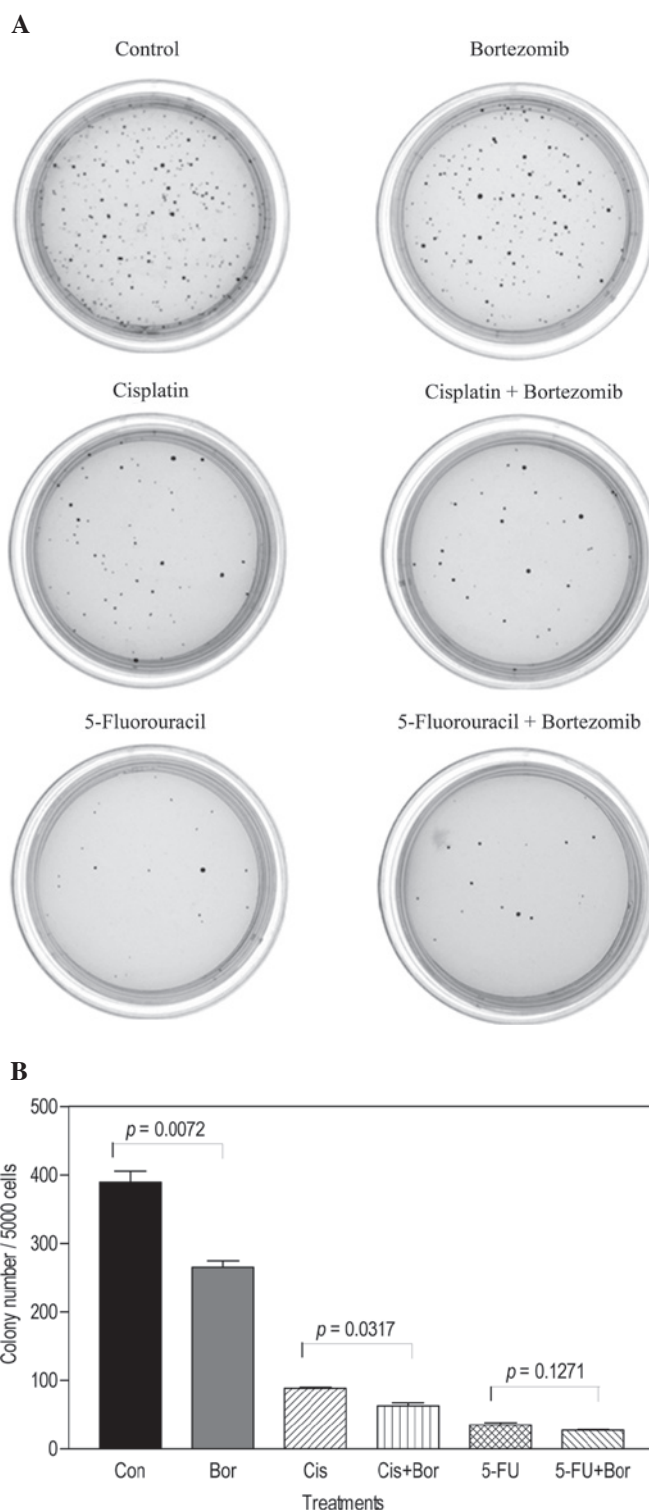 A
Control Bortezomib
Cisplatin Cisplatin + Bortezomib
5-Fluorouracil 5-Fluorouracil + Bortezomib
B
500
400
300
200
100
0
Colony number / 5000 cells
p = 0.0072
p = 0.0317
p = 0.1271
Con Bor Cis Cis+Bor 5-FU 5-FU+Bor
Treatments